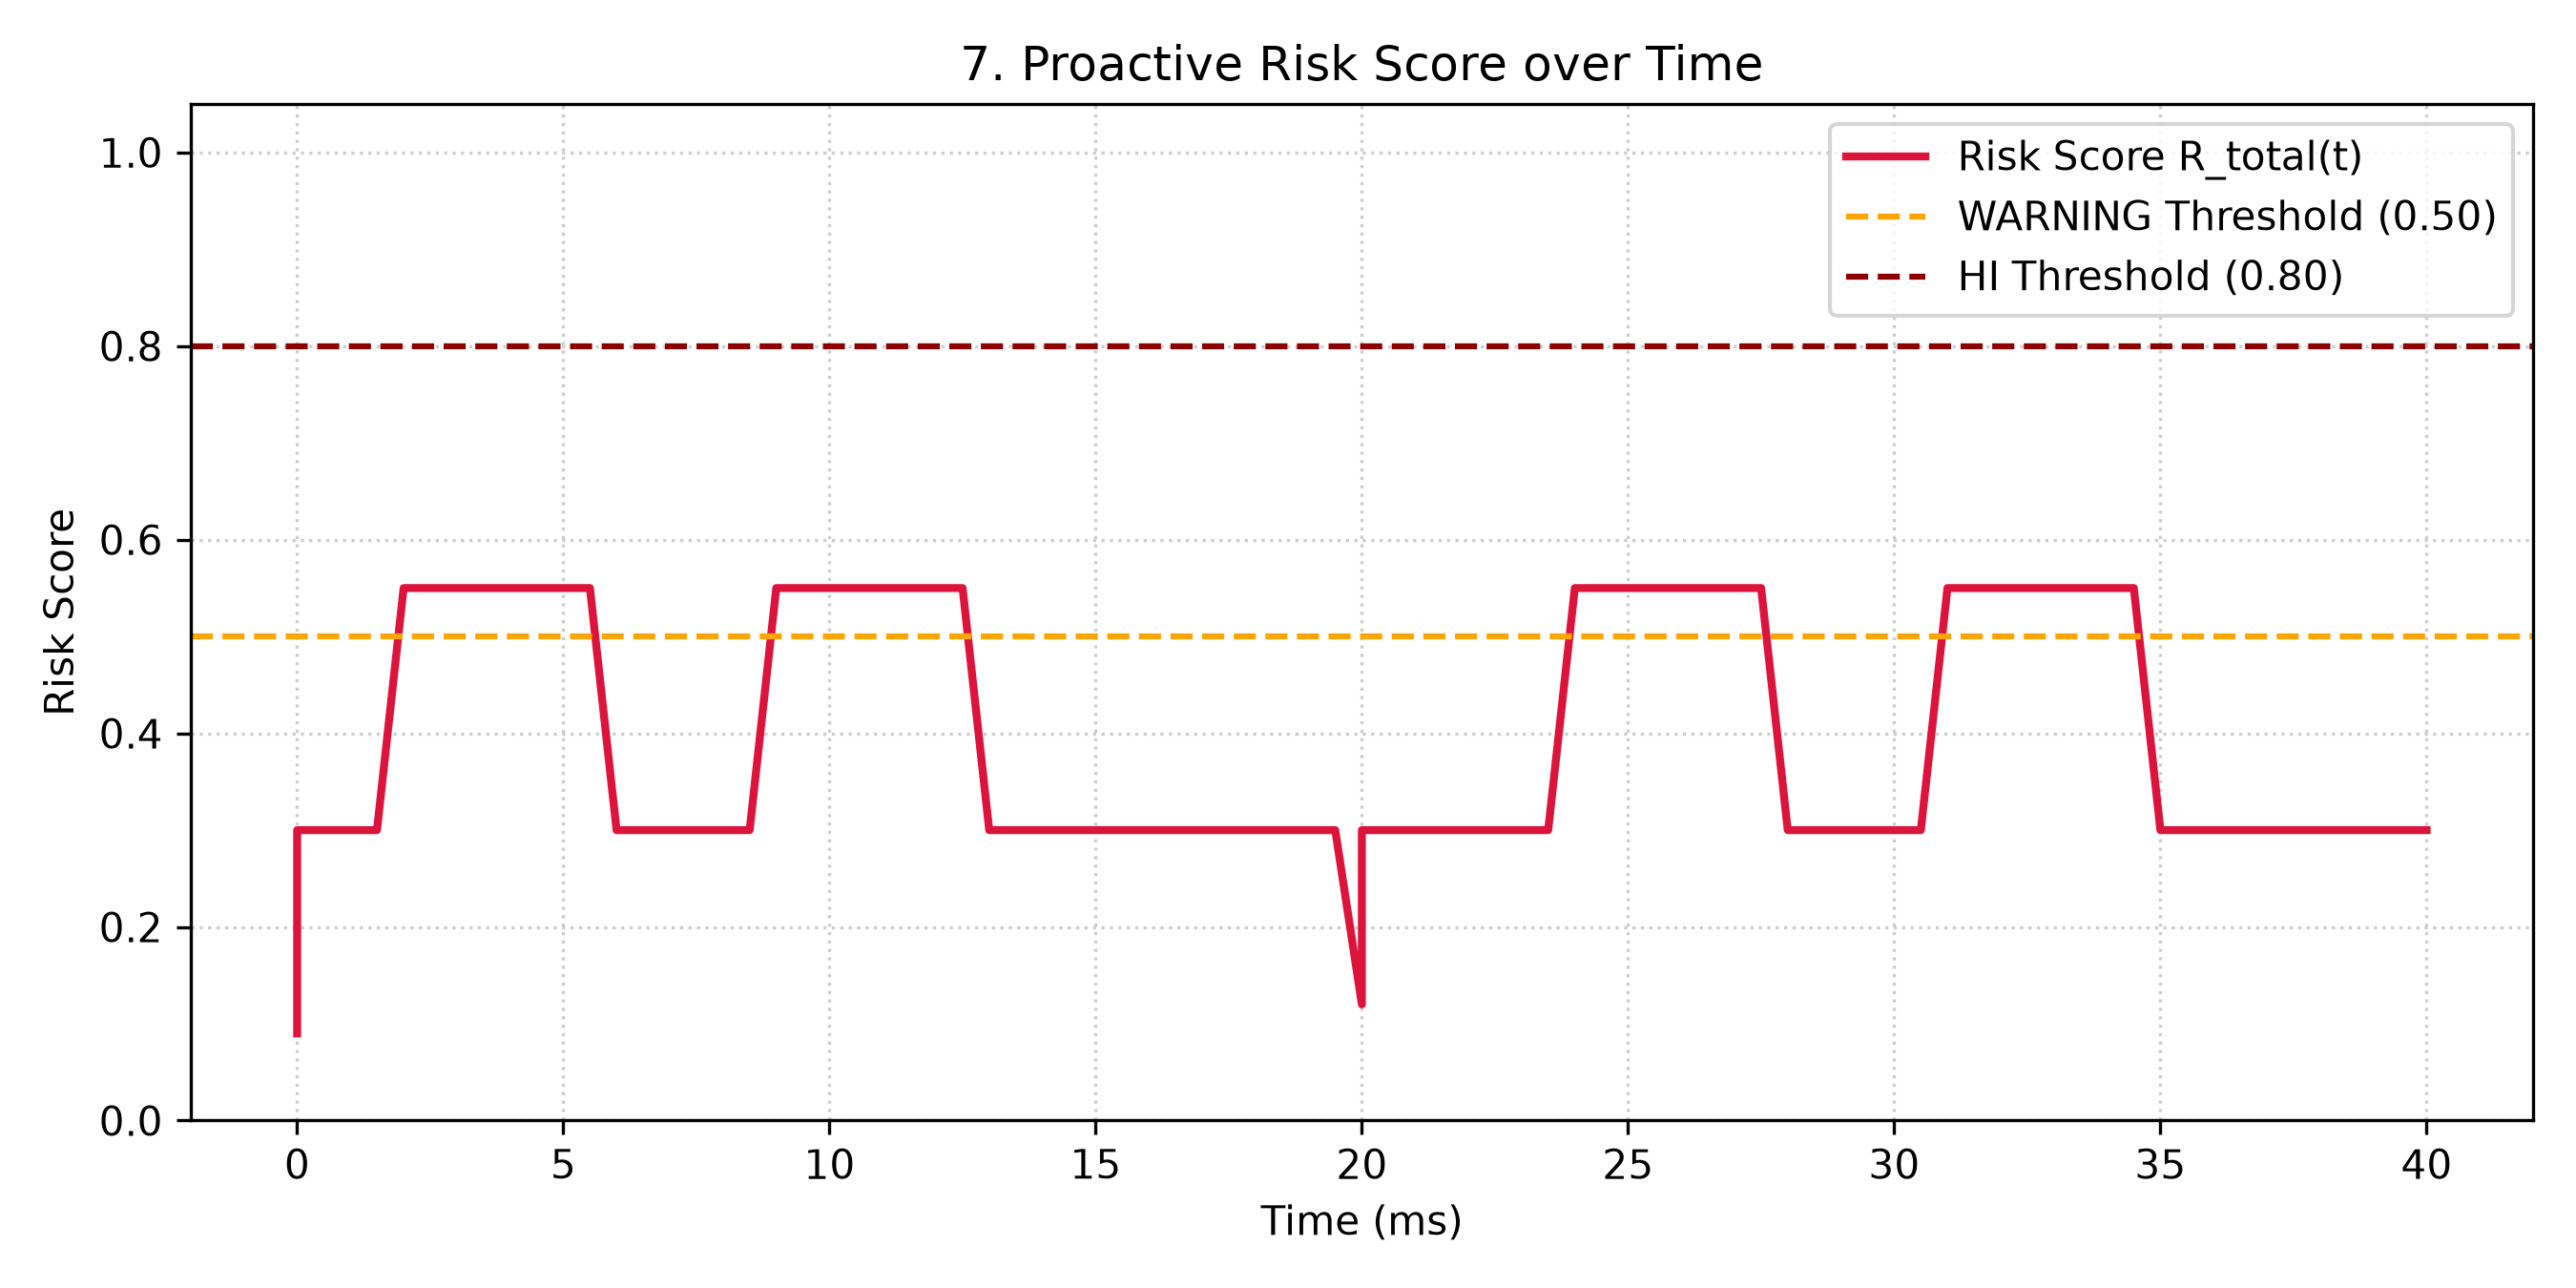 7. Proactive Risk Score over Time
Risk Score R_total(t)
WARNING Threshold (0.50)
HI Threshold (0.80)
Risk Score
1.0
0.8
0.6
0.4
0.2
0.0
0 5 10 15 20 25 30 35 40
Time (ms)